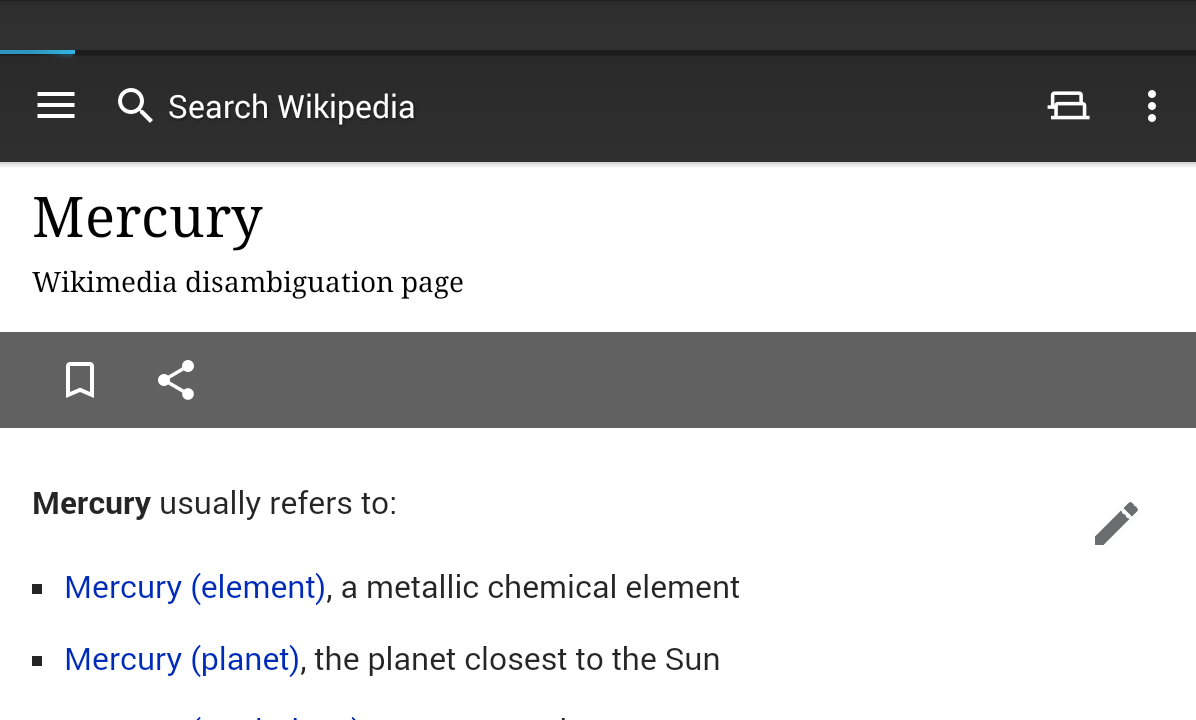 Search Wikipedia
Mercury
Wikimedia disambiguation page
Mercury usually refers to:
Mercury (element), a metallic chemical element
Mercury (planet), the planet closest to the Sun